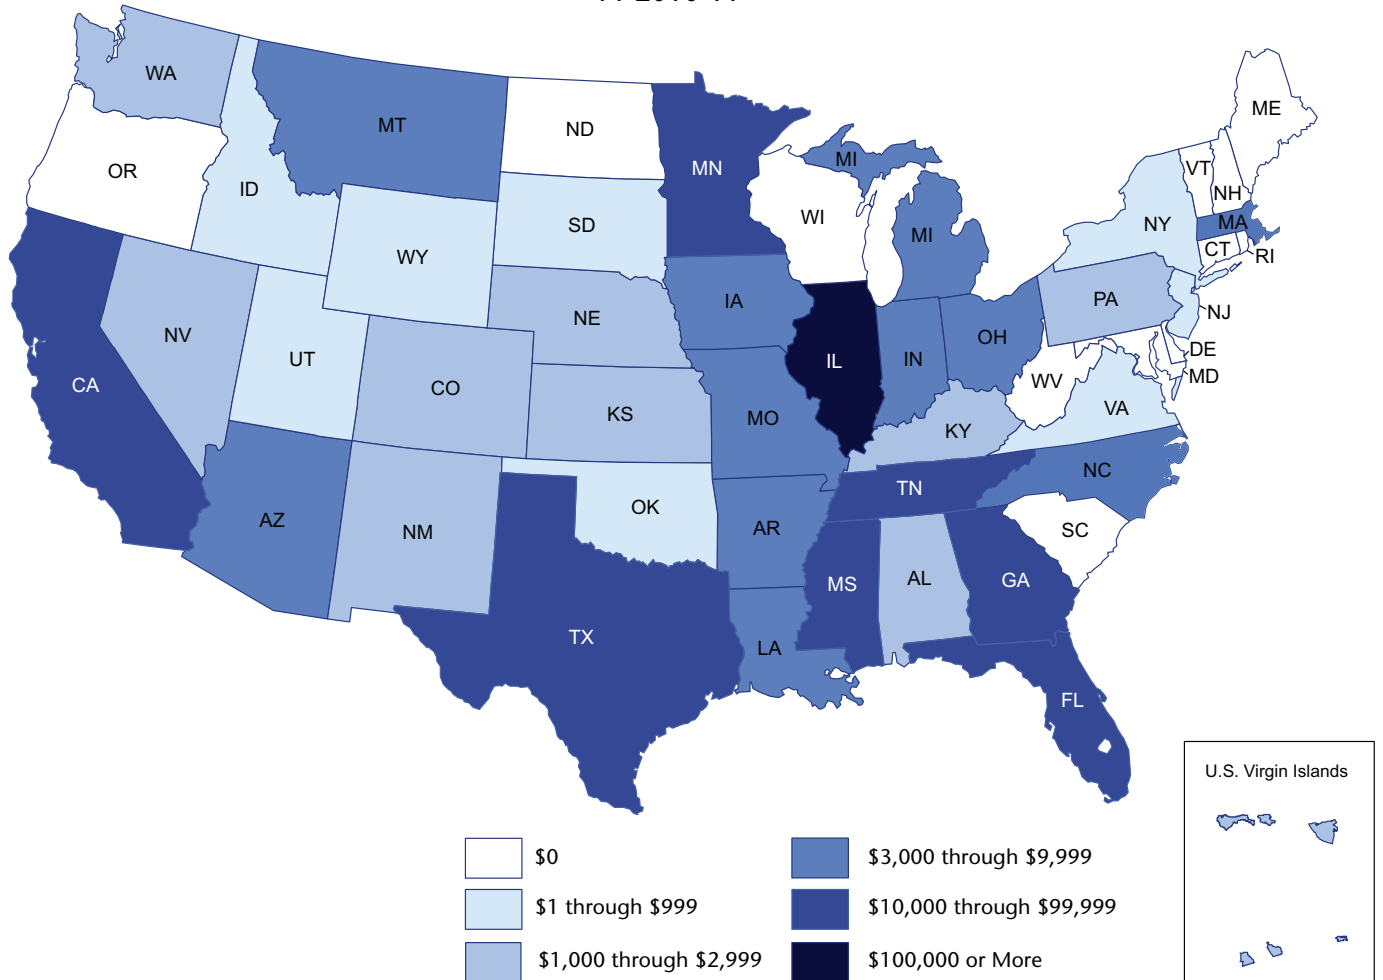 WA
MT
ND
ME
OR
ID
MN
MI
VT
NH
SD
WI
NY
MA
WY
MI
CT
RI
IA
PA
NE
NV
NJ
UT
OH
IN
IL
DE
CA
CO
WV
MD
KS
MO
VA
KY
NC
TN
OK
AZ
NM
AR
SC
MS
AL
GA
TX
LA
FL
U.S. Virgin Islands
$0
$3,000 through $9,999
$1 through $999
$10,000 through $99,999
$1,000 through $2,999
$100,000 or More